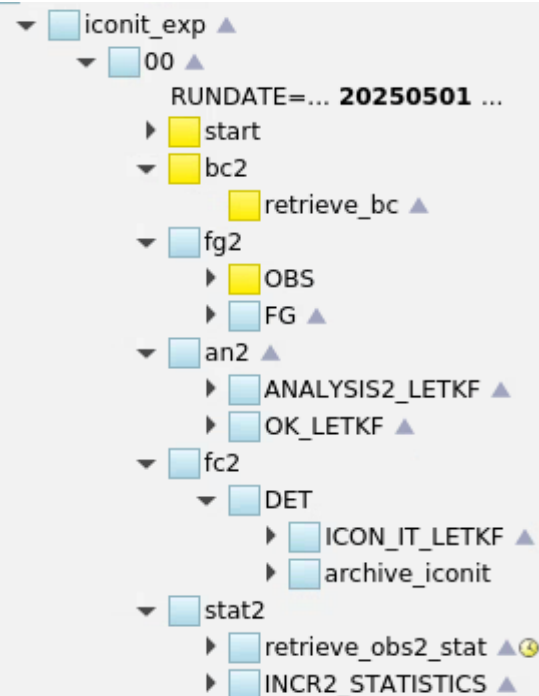 iconit_exp
00
RUNDATE=... 20250501 ...
start
bc2
retrieve_bc
fg2
OBS
FG
an2
ANALYSIS2_LETKF
OK_LETKF
fc2
DET
ICON_IT_LETKF
archive_iconit
stat2
retrieve_obs2_stat
INCR2_STATISTICS